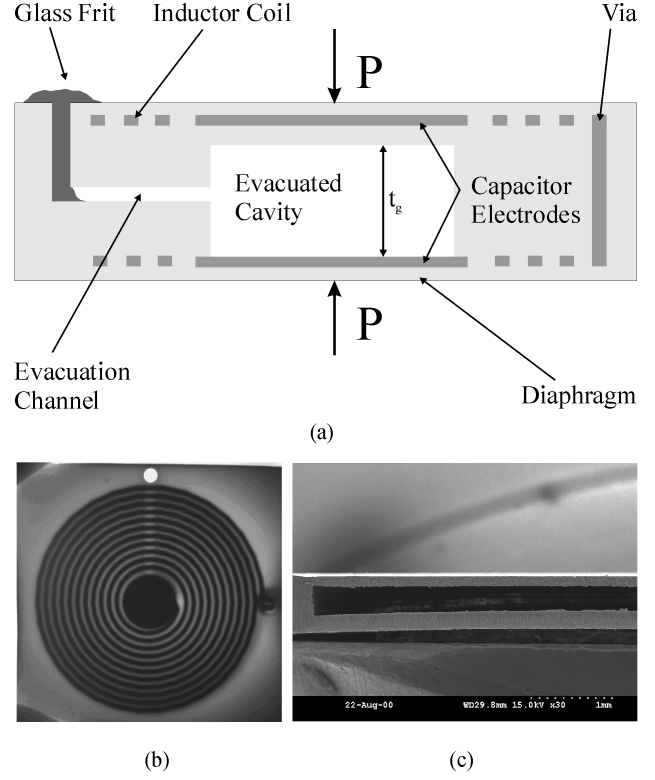 Glass Frit
Inductor Coil
Via
P
Evacuated
Cavity
tg
Capacitor
Electrodes
P
Evacuation
Channel
Diaphragm
(a)
22-Aug-00 WD29.8mm 15.0kV x30 1mm
(b)
(c)